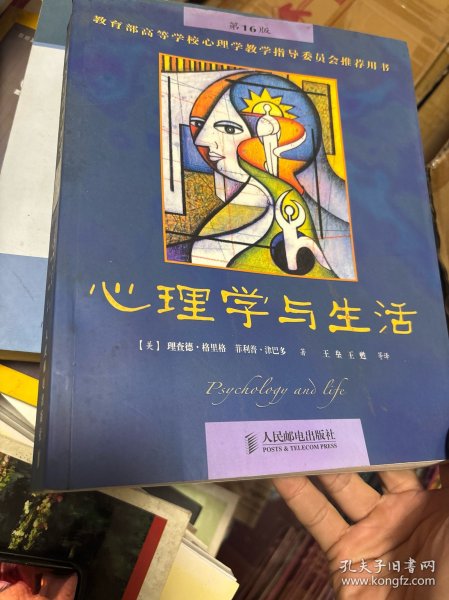 第16版
教育部高等学校心理学教学指导委员会推荐用书
心理学与生活
[美] 理查德·格里格 菲利普·津巴多 著 王垒 王甦 等译
Psychology and life
人民邮电出版社
POSTS & TELECOM PRESS
孔夫子旧书网
www.kongfz.com